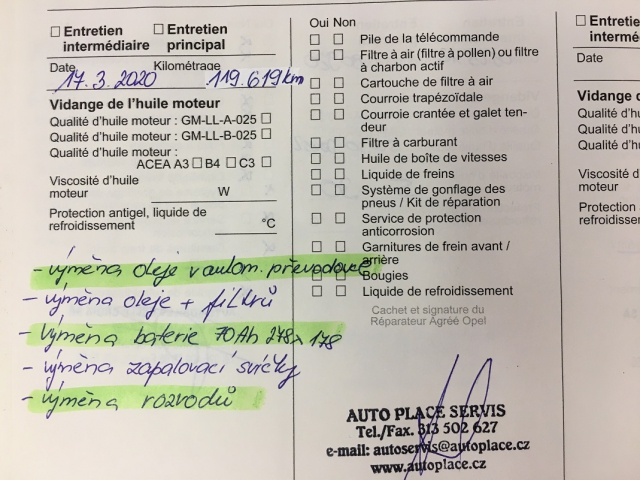 Entretien intermédiaire
Entretien principal
Date Kilométrage
17.3.2020 119.619 km
Vidange de l'huile moteur
Qualité d'huile moteur : GM-LL-A-025
Qualité d'huile moteur : GM-LL-B-025
Qualité d'huile moteur :
ACEA A3 B4 C3
Viscosité d'huile
moteur W
Protection antigel, liquide de
refroidissement °C
- výměna oleje v autom. převodovce
- výměna oleje + filtrů
- výměna baterie 70Ah 278x178
- výměna zapalovací svíčky
- výměna rozvodů
Oui Non
Pile de la télécommande
Filtre à air (filtre à pollen) ou filtre
à charbon actif
Cartouche de filtre à air
Courroie trapézoïdale
Courroie crantée et galet ten-
deur
Filtre à carburant
Huile de boîte de vitesses
Liquide de freins
Système de gonflage des
pneus / Kit de réparation
Service de protection
anticorrosion
Garnitures de frein avant /
arrière
Bougies
Liquide de refroidissement
Cachet et signature du
Réparateur Agréé Opel
AUTO PLACE SERVIS
Tel./Fax. 313 502 627
e-mail: autoservis@autoplace.cz
www.autoplace.cz
Entretien
Date
Vidange
Qualité d'hu
Qualité d'hu
Qualité d'hu
Viscosité d'
moteur
Protection
refroidisser